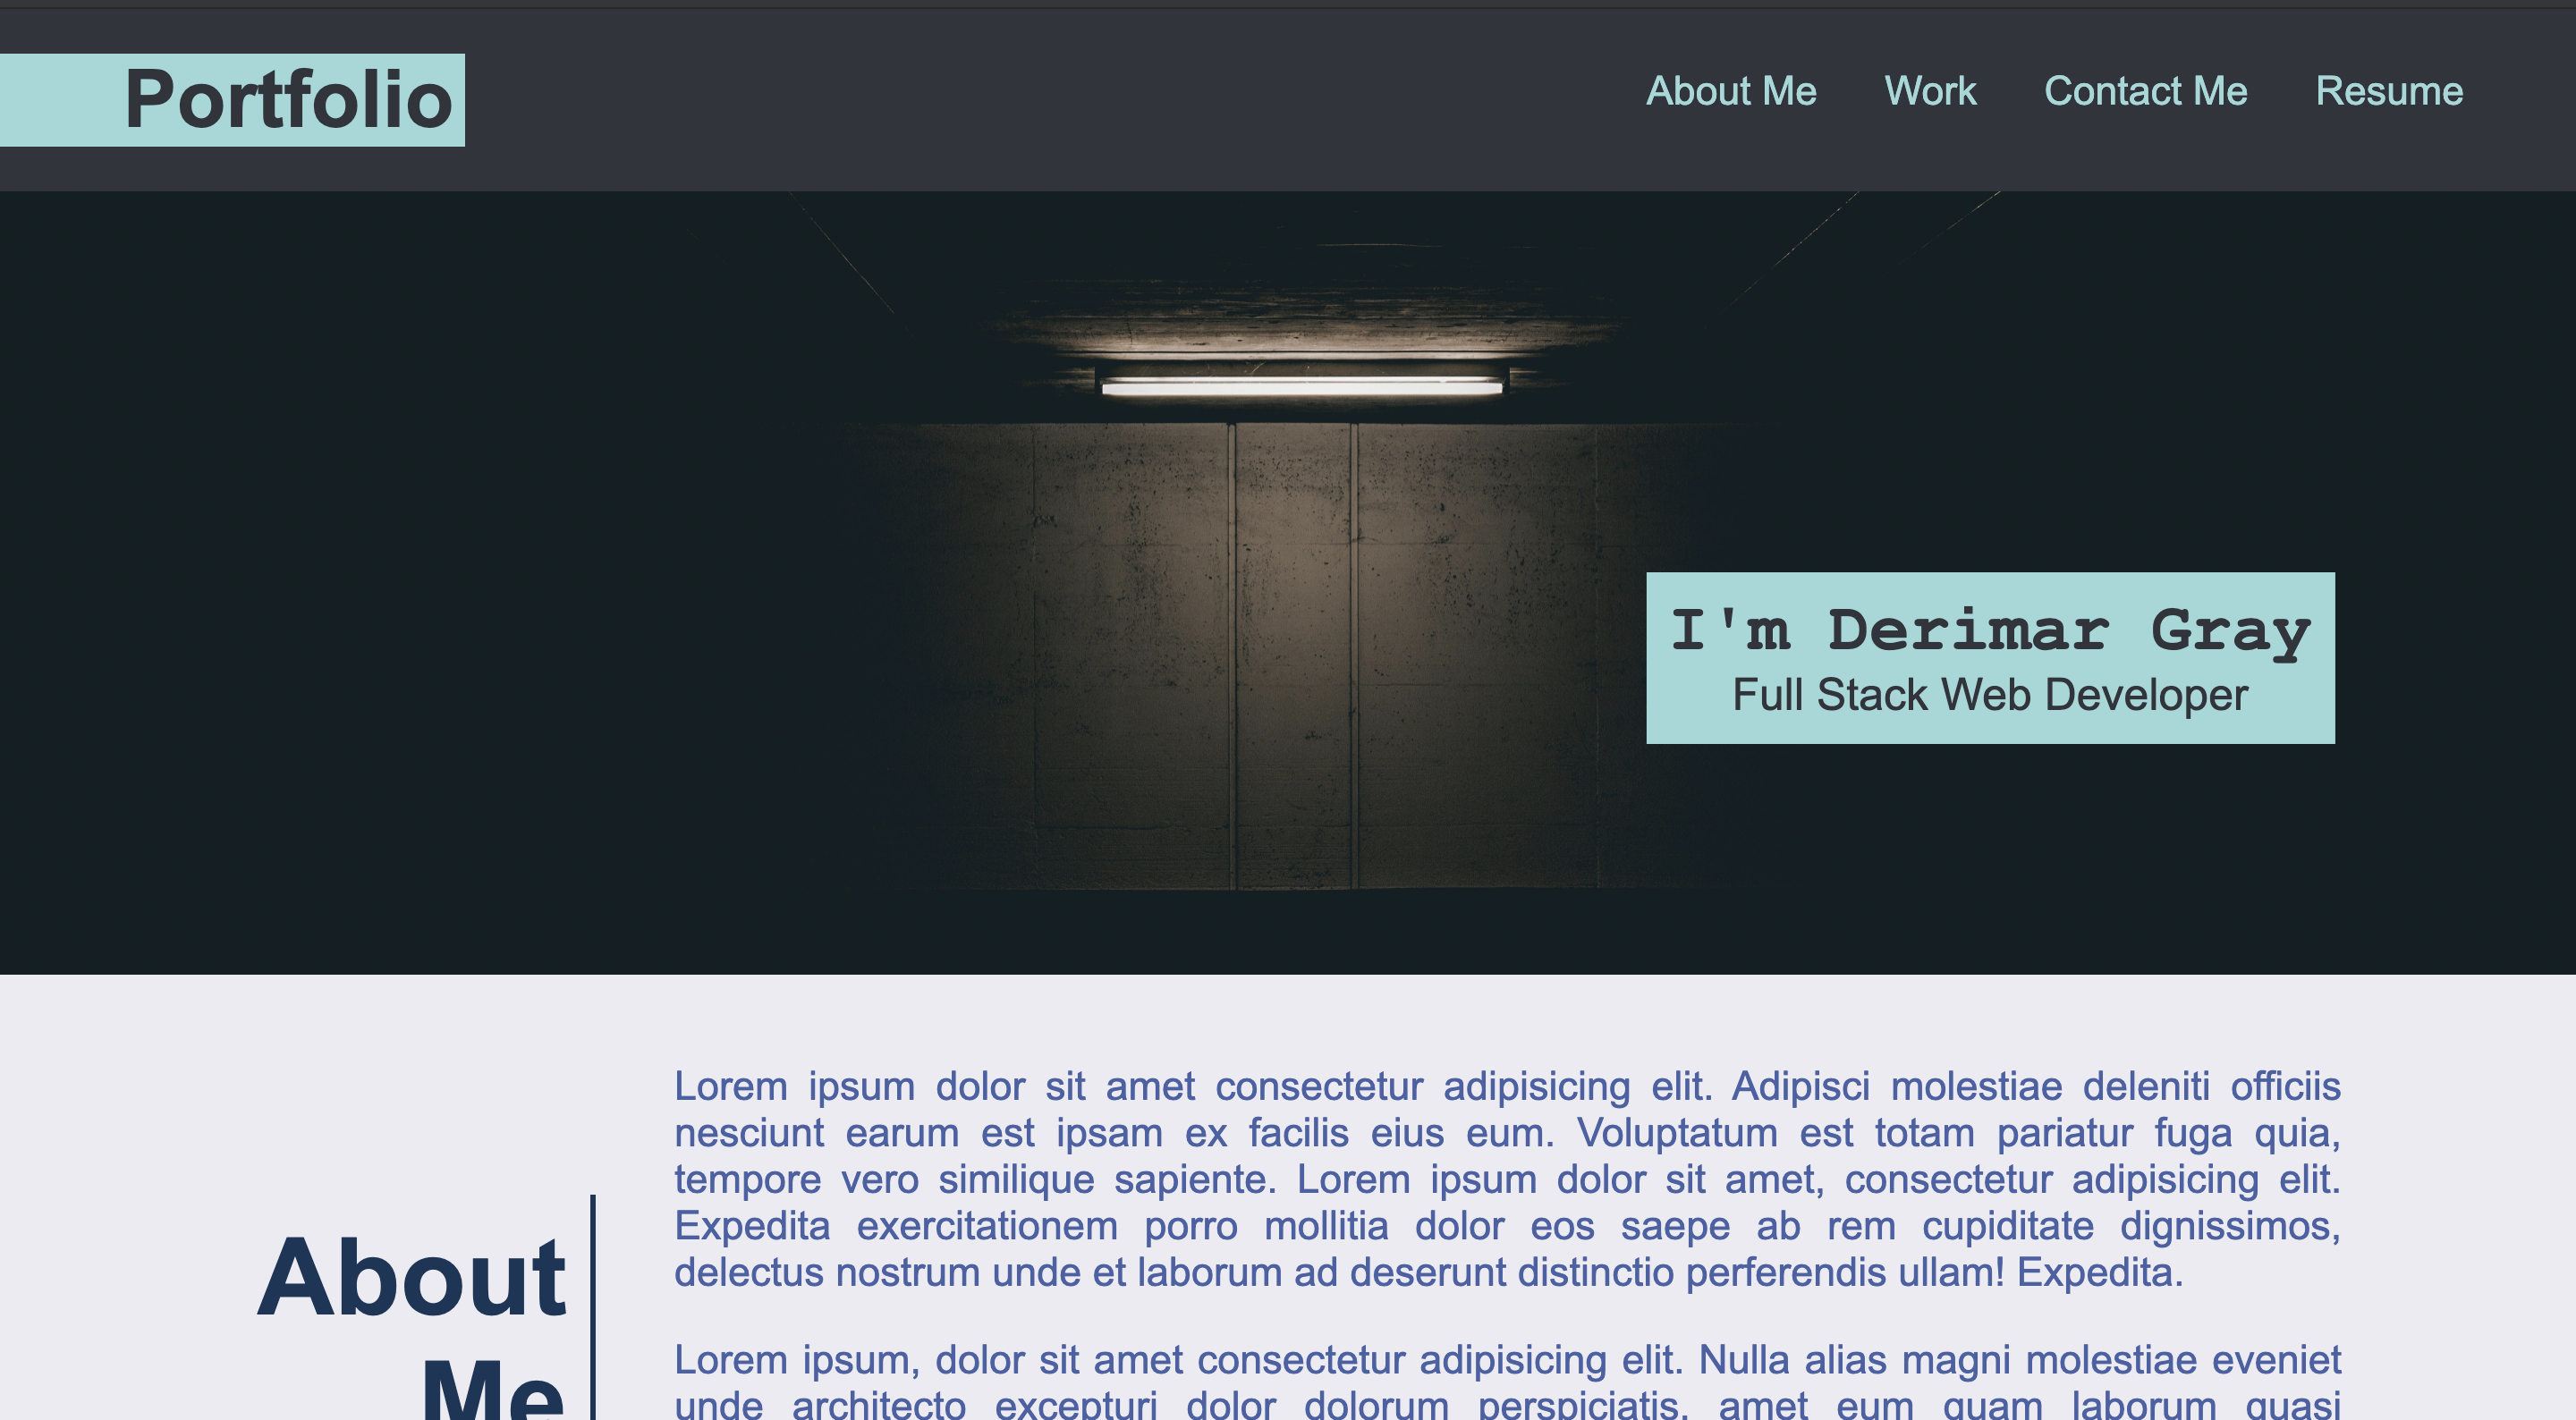 Portfolio
About Me Work Contact Me Resume
I'm Derimar Gray
Full Stack Web Developer
About
Me
Lorem ipsum dolor sit amet consectetur adipisicing elit. Adipisci molestiae deleniti officiis
nesciunt earum est ipsam ex facilis eius eum. Voluptatum est totam pariatur fuga quia,
tempore vero similique sapiente. Lorem ipsum dolor sit amet, consectetur adipisicing elit.
Expedita exercitationem porro mollitia dolor eos saepe ab rem cupiditate dignissimos,
delectus nostrum unde et laborum ad deserunt distinctio perferendis ullam! Expedita.
Lorem ipsum, dolor sit amet consectetur adipisicing elit. Nulla alias magni molestiae eveniet
unde architecto excepturi dolor dolorum perspiciatis, amet eum quam laborum quasi